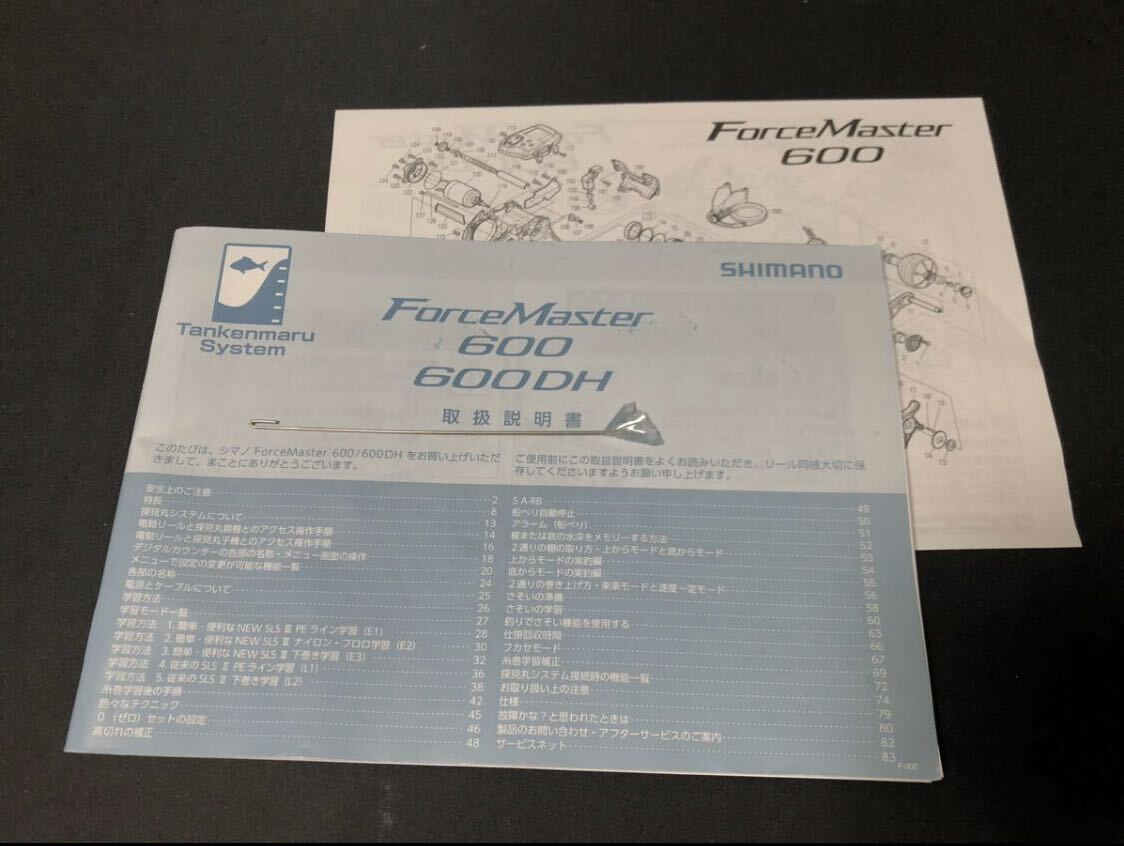 ForceMaster
600
Tankenmaru
System
SHIMANO
ForceMaster
600
600DH
取扱説明書
このたびは、シマノ ForceMaster 600/600DH をお買い上げいただ
きまして、まことにありがとうございます。
ご使用前にこの取扱説明書をよくお読みいただき、リール同様大切に保
存してくださいますようお願い申し上げます。
安全上のご注意 2
特長 8
探見丸システムについて 13
電動リールと探見丸親機とのアクセス操作手順 14
電動リールと探見丸子機とのアクセス操作手順 16
デジタルカウンターの各部の名称・メニュー画面の操作 18
メニューで設定の変更が可能な機能一覧 20
各部の名称 24
電源とケーブルについて 25
学習方法 26
学習モード一覧 27
学習方法 1. 簡単・便利な NEW SLS Ⅲ PE ライン学習 (E1) 28
学習方法 2. 簡単・便利な NEW SLS Ⅲ ナイロン・フロロ学習 (E2) 30
学習方法 3. 簡単・便利な NEW SLS Ⅲ 下巻き学習 (E3) 32
学習方法 4. 従来の SLS Ⅱ PE ライン学習 (L1) 36
学習方法 5. 従来の SLS Ⅱ 下巻き学習 (L2) 38
糸巻学習後の手順 42
色々なテクニック 45
0 (ゼロ) セットの設定 46
高切れの補正 48
S A-RB 49
船べり自動停止 50
アラーム (船べり) 51
棚または底の水深をメモリーする方法 52
2通りの棚の取り方・上からモードと底からモード 53
上からモードの実釣編 54
底からモードの実釣編 55
2通りの巻き上げ方・楽楽モードと速度一定モード 56
さそいの準備 58
さそいの学習 60
釣りでさそい機能を使用する 63
仕掛回収時間 66
フカセモード 67
糸巻学習補正 69
探見丸システム接続時の機能一覧 72
お取り扱い上の注意 74
仕様 79
故障かな？と思われたときは 80
製品のお問い合わせ・アフターサービスのご案内 82
サービスネット 83
P-002